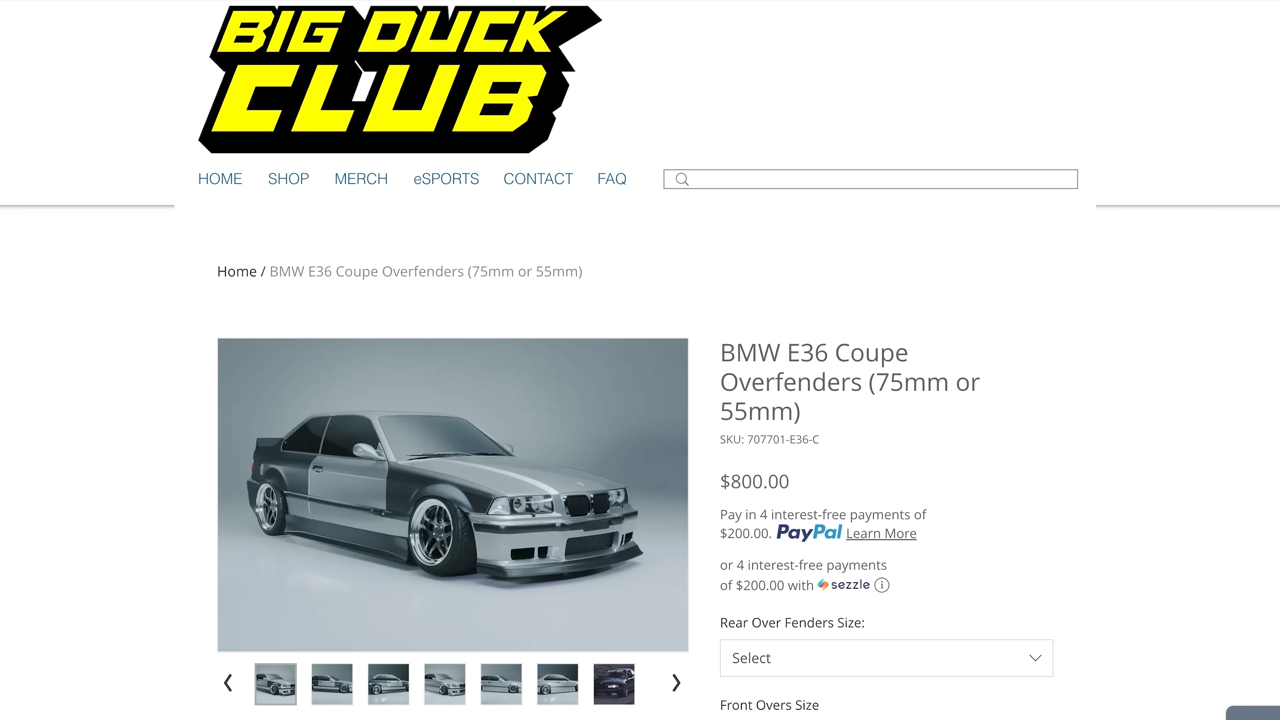 BIG DUCK
CLUB
HOME SHOP MERCH eSPORTS CONTACT FAQ
Home / BMW E36 Coupe Overfenders (75mm or 55mm)
BMW E36 Coupe
Overfenders (75mm or
55mm)
SKU: 707701-E36-C
$800.00
Pay in 4 interest-free payments of
$200.00. PayPal Learn More
or 4 interest-free payments
of $200.00 with sezzle
Rear Over Fenders Size:
Select
Front Overs Size